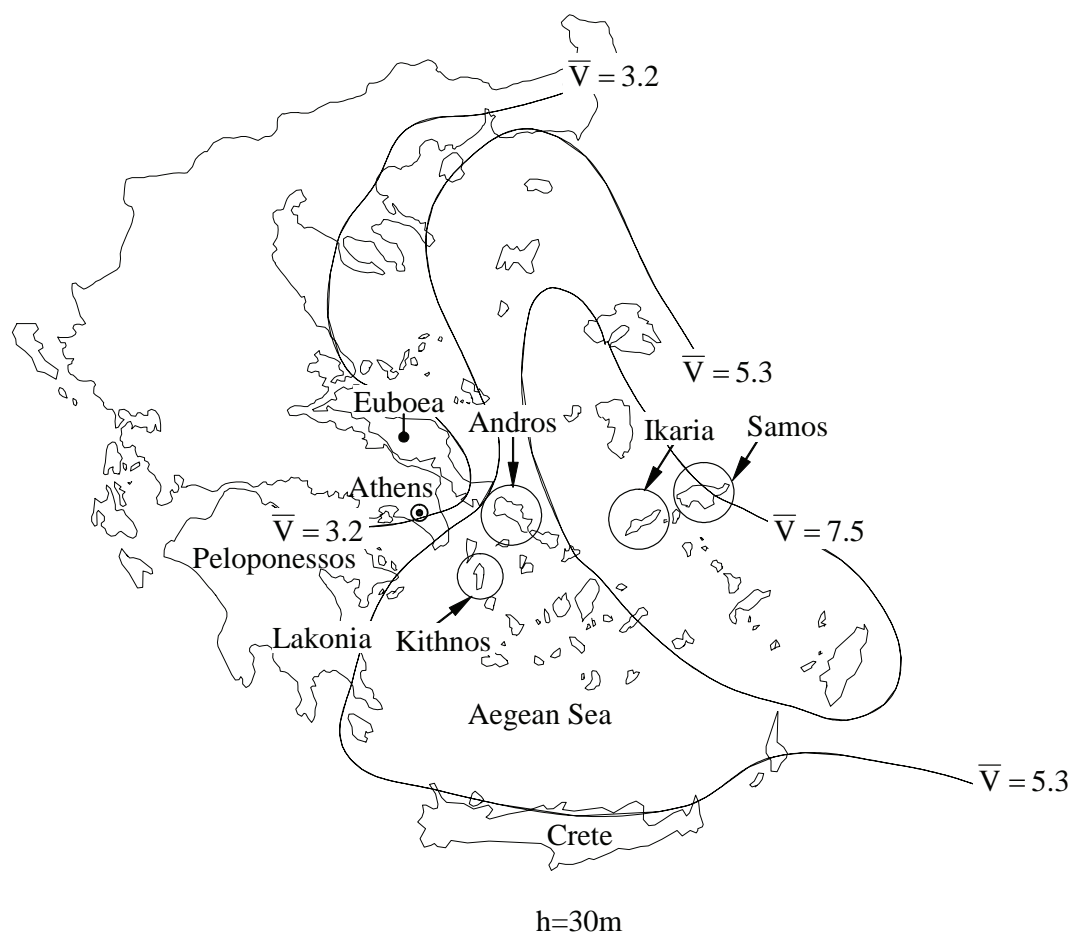 V̅ = 3.2
V̅ = 5.3
Euboea
Andros
Ikaria
Samos
Athens
V̅ = 3.2
V̅ = 7.5
Peloponessos
Lakonia
Kithnos
Aegean Sea
V̅ = 5.3
Crete
h=30m